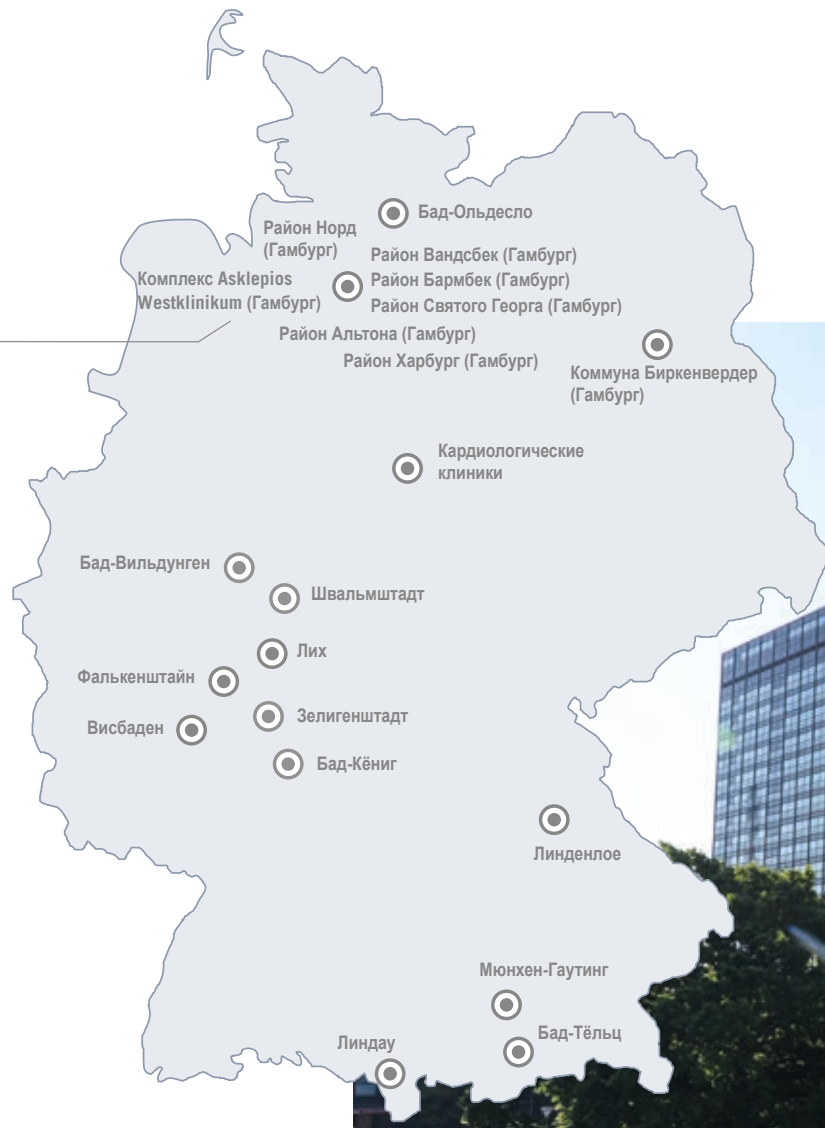 Бад-Ольдесло
Район Норд
(Гамбург)
Район Вандсбек (Гамбург)
Комплекс Asklepios
Westklinikum (Гамбург)
Район Бармбек (Гамбург)
Район Святого Георга (Гамбург)
Район Альтона (Гамбург)
Район Харбург (Гамбург)
Коммуна Биркенвердер
(Гамбург)
Кардиологические
клиники
Бад-Вильдунген
Швальмштадт
Лих
Фалькенштайн
Зелигенштадт
Висбаден
Бад-Кёниг
Линденлое
Мюнхен-Гаутинг
Бад-Тёльц
Линдау